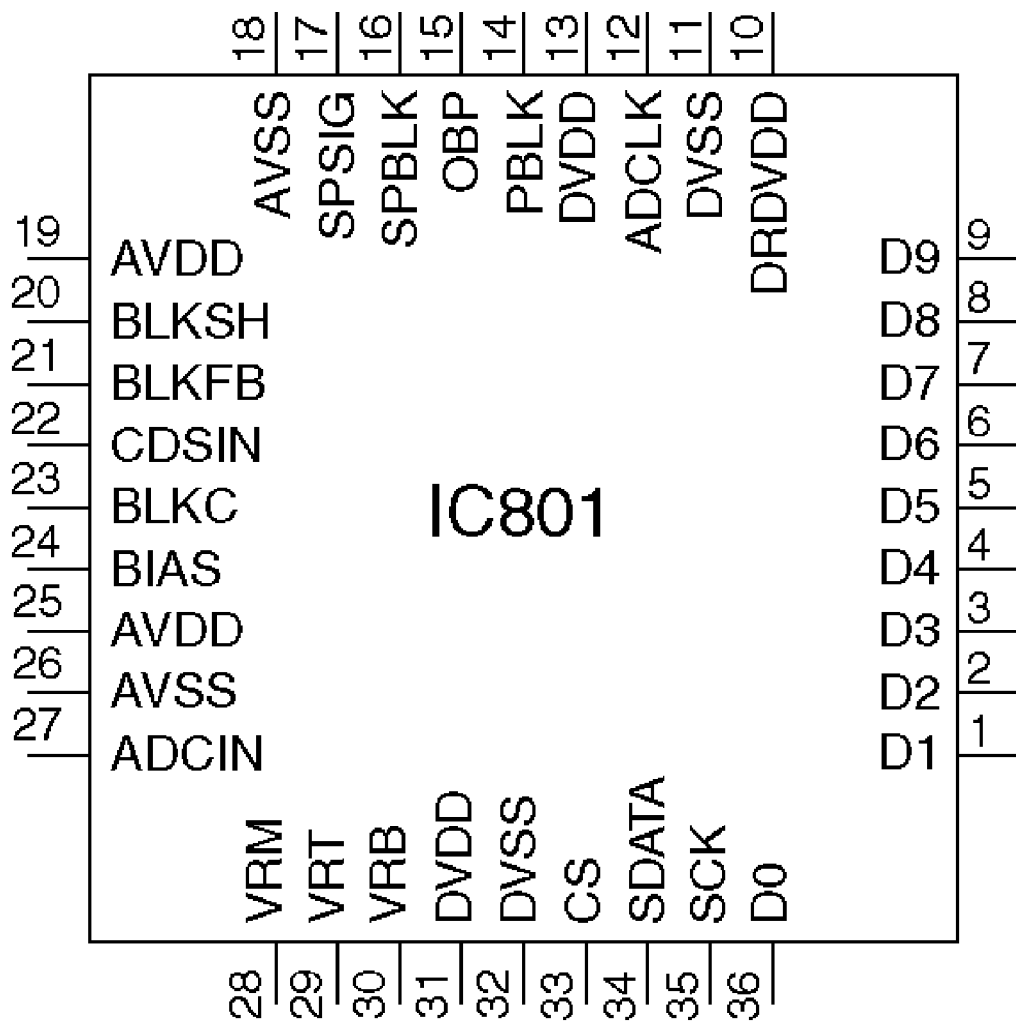 18 17 16 15 14 13 12 11 10
AVSS SPSIG SPBLK OBP PBLK DVDD ADCLK DVSS DRDVDD
19 AVDD D9 9
20 BLKSH D8 8
21 BLKFB D7 7
22 CDSIN D6 6
23 BLKC IC801 D5 5
24 BIAS D4 4
25 AVDD D3 3
26 AVSS D2 2
27 ADCIN D1 1
VRM VRT VRB DVDD DVSS CS SDATA SCK D0
28 29 30 31 32 33 34 35 36